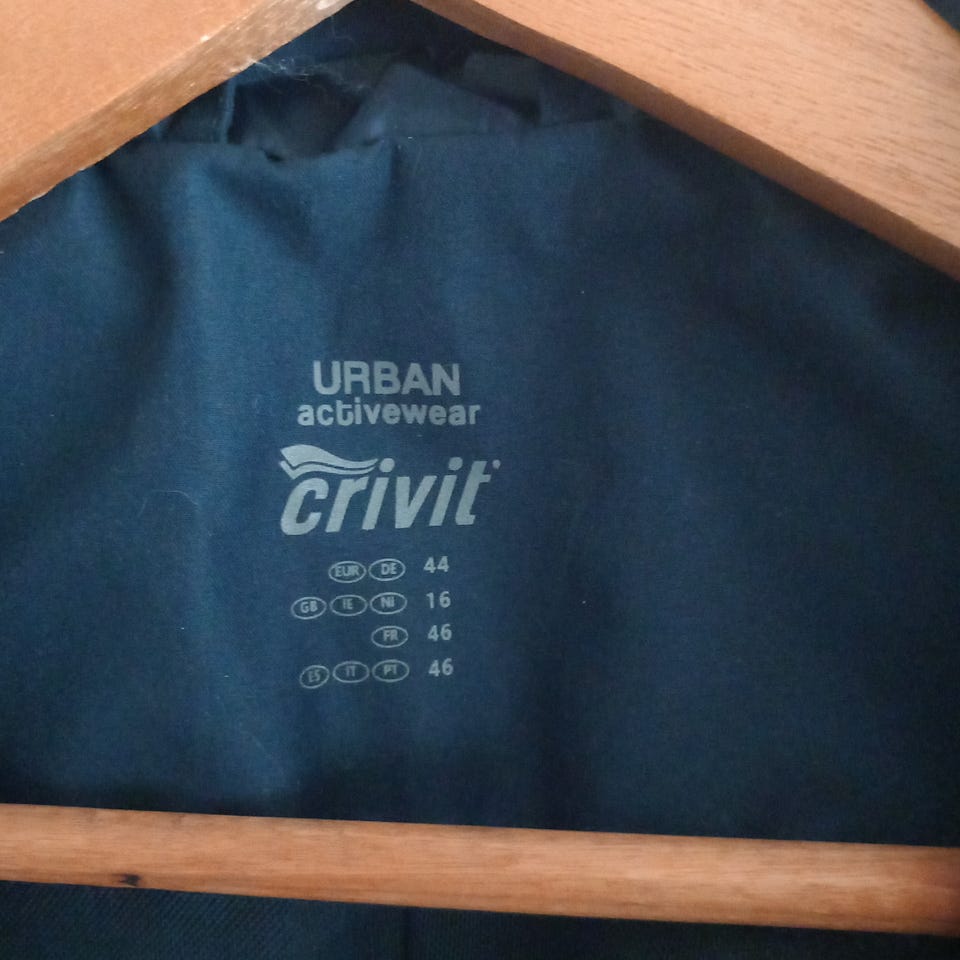 URBAN
activewear
crivit
EUR DE 44
GB IE NI 16
FR 46
ES IT PT 46